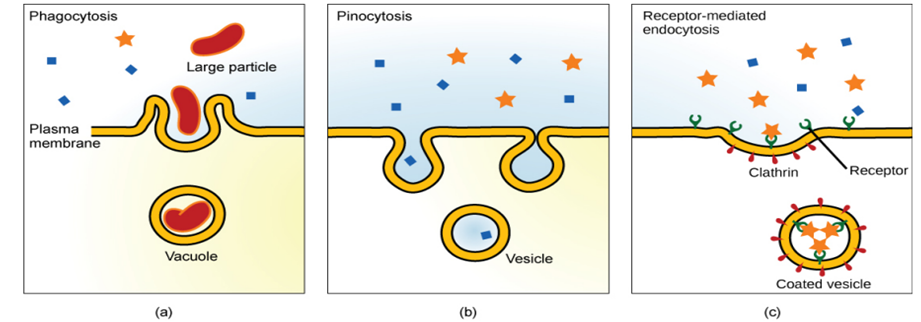 Phagocytosis
Large particle
Plasma
membrane
Vacuole
(a)
Pinocytosis
Vesicle
(b)
Receptor-mediated
endocytosis
Clathrin
Receptor
Coated vesicle
(c)